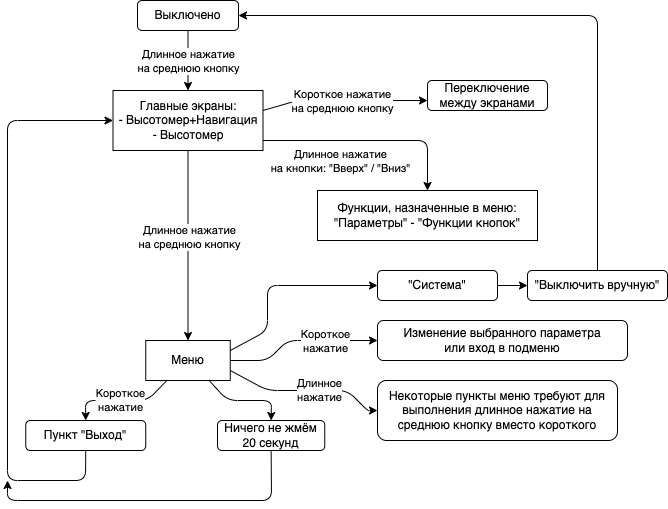 Выключено
Длинное нажатие
на среднюю кнопку
Главные экраны:
- Высотомер+Навигация
- Высотомер
Короткое нажатие
на среднюю кнопку
Переключение
между экранами
Длинное нажатие
на кнопки: "Вверх" / "Вниз"
Функции, назначенные в меню:
"Параметры" - "Функции кнопок"
Длинное нажатие
на среднюю кнопку
"Система"
"Выключить вручную"
Меню
Короткое
нажатие
Изменение выбранного параметра
или вход в подменю
Длинное
нажатие
Некоторые пункты меню требуют для
выполнения длинное нажатие на
среднюю кнопку вместо короткого
Короткое
нажатие
Пункт "Выход"
Ничего не жмём
20 секунд